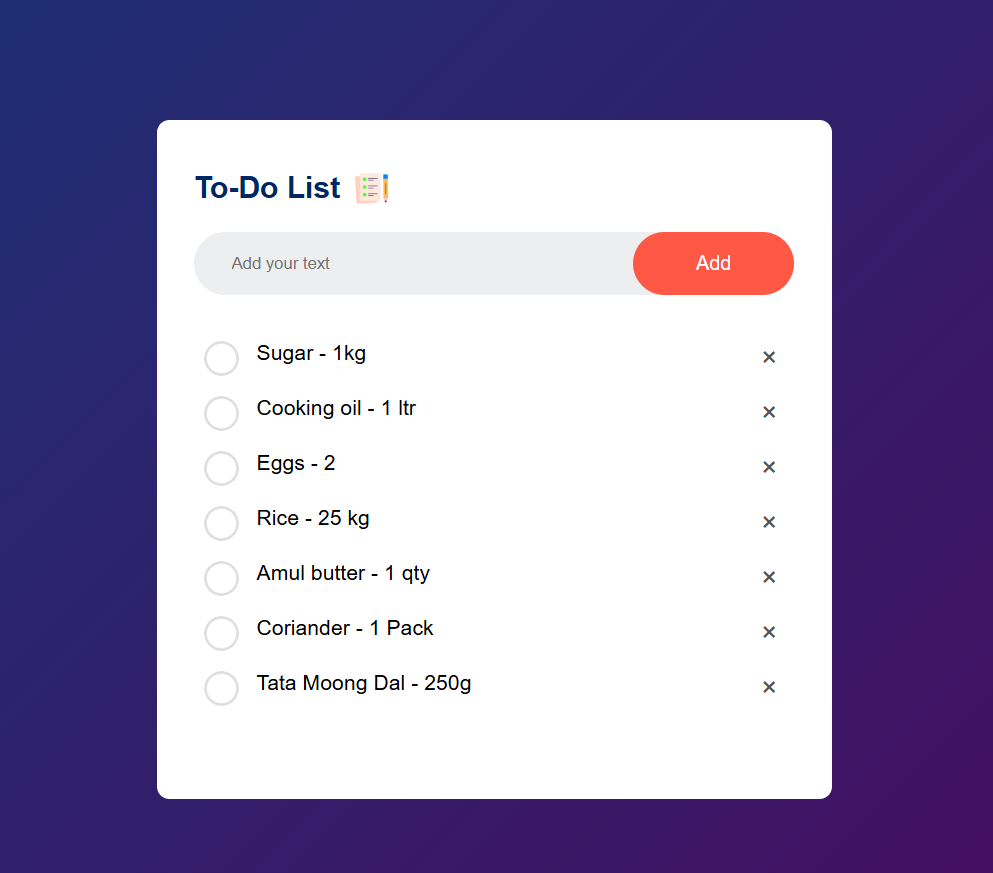 To-Do List
Add your text
Add
Sugar - 1kg
Cooking oil - 1 ltr
Eggs - 2
Rice - 25 kg
Amul butter - 1 qty
Coriander - 1 Pack
Tata Moong Dal - 250g